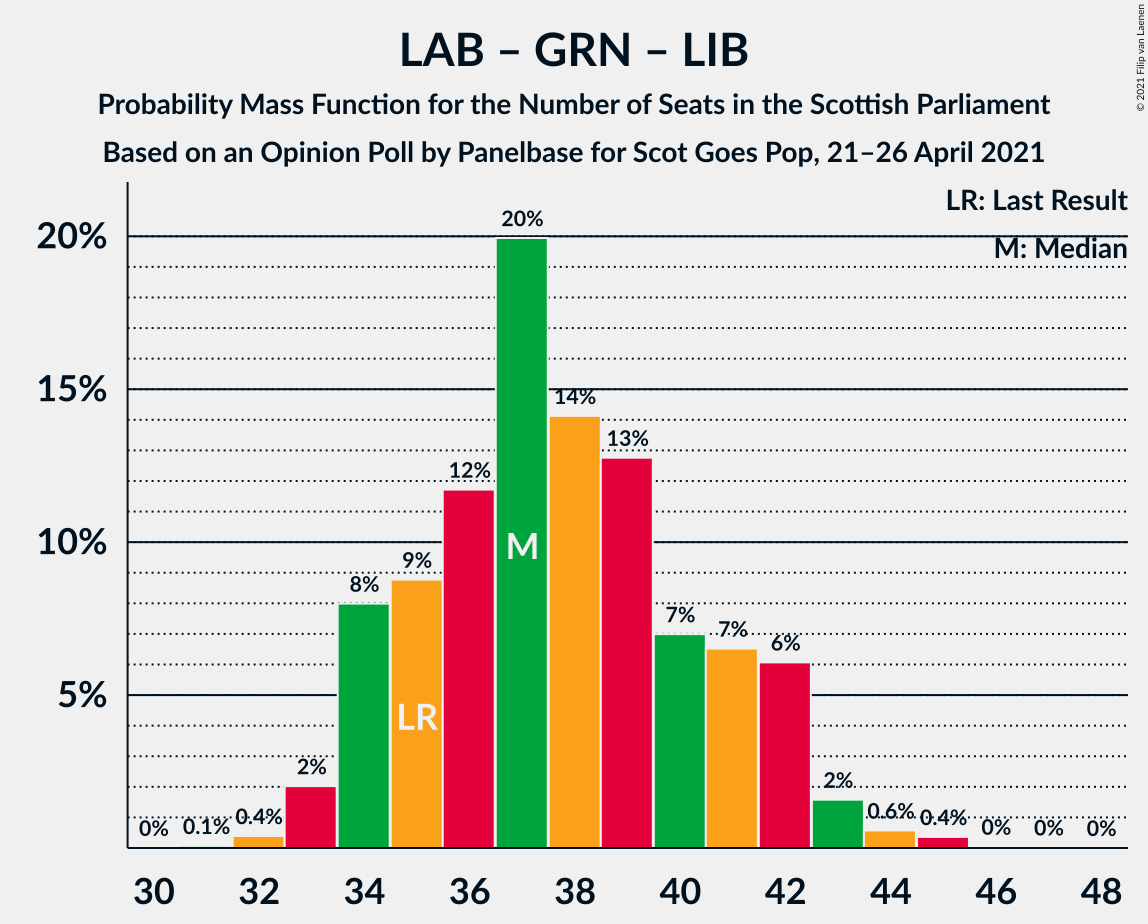 LAB – GRN – LIB
Probability Mass Function for the Number of Seats in the Scottish Parliament
Based on an Opinion Poll by Panelbase for Scot Goes Pop, 21–26 April 2021
© 2021 Filip van Laenen
LR: Last Result
M: Median
20%
15%
10%
5%
0%
0.1%
0.4%
2%
8%
9%
12%
20%
14%
13%
7%
7%
6%
2%
0.6%
0.4%
0%
0%
0%
LR
M
30 32 34 36 38 40 42 44 46 48